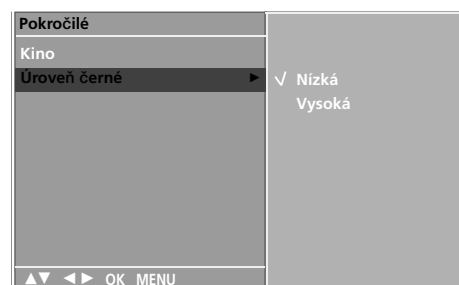 Pokročilé
Kino
Úroveň černé ►
√ Nízká
Vysoká
▲▼ ◄► OK MENU